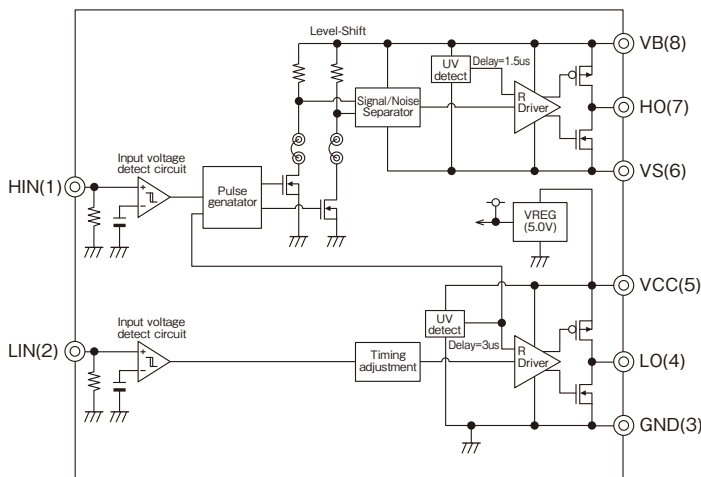 Level-Shift
VB(8)
UV
detect
Delay=1.5us
Signal/Noise
Separator
R
Driver
HO(7)
VS(6)
Input voltage
detect circuit
HIN(1)
+
−
Pulse
genatator
VREG
(5.0V)
VCC(5)
UV
detect
Delay=3us
Input voltage
detect circuit
LIN(2)
+
−
Timing
adjustment
R
Driver
LO(4)
GND(3)